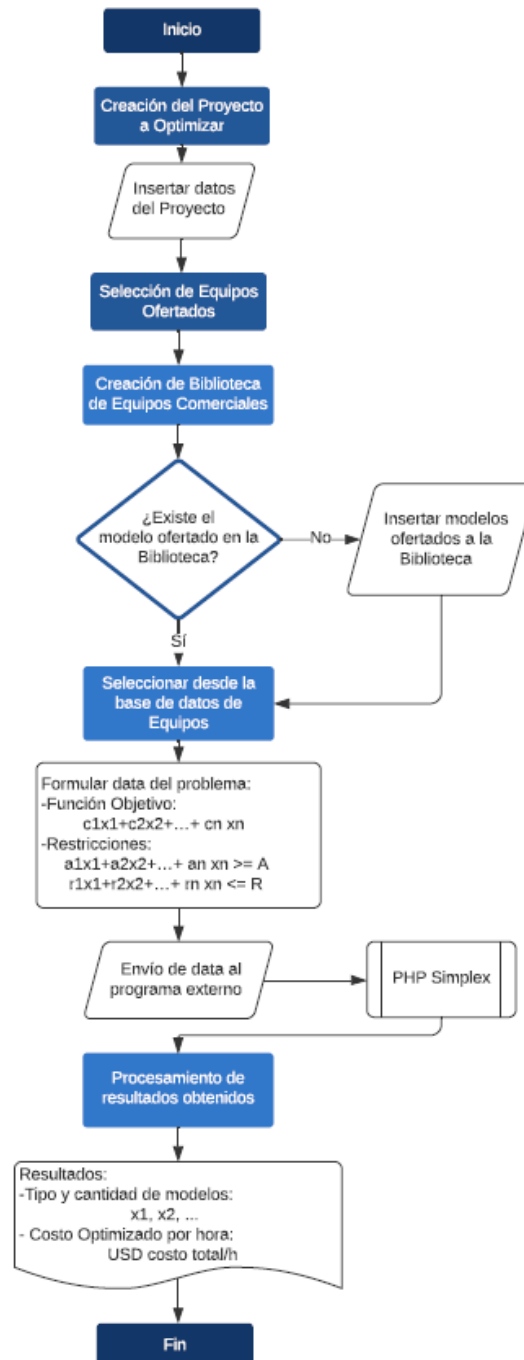 Inicio
Creación del Proyecto
a Optimizar
Insertar datos
del Proyecto
Selección de Equipos
Ofertados
Creación de Biblioteca
de Equipos Comerciales
¿Existe el
modelo ofertado en la
Biblioteca?
No
Insertar modelos
ofertados a la
Biblioteca
Sí
Seleccionar desde la
base de datos de
Equipos
Formular data del problema:
-Función Objetivo:
c1x1+c2x2+…+ cn xn
-Restricciones:
a1x1+a2x2+…+ an xn >= A
r1x1+r2x2+…+ rn xn <= R
Envío de data al
programa externo
PHP Simplex
Procesamiento de
resultados obtenidos
Resultados:
-Tipo y cantidad de modelos:
x1, x2, ...
- Costo Optimizado por hora:
USD costo total/h
Fin